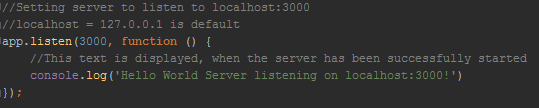 //Setting server to listen to localhost:3000
//localhost = 127.0.0.1 is default
app.listen(3000, function () {
    //This text is displayed, when the server has been successfully started
    console.log('Hello World Server listening on localhost:3000!')
});